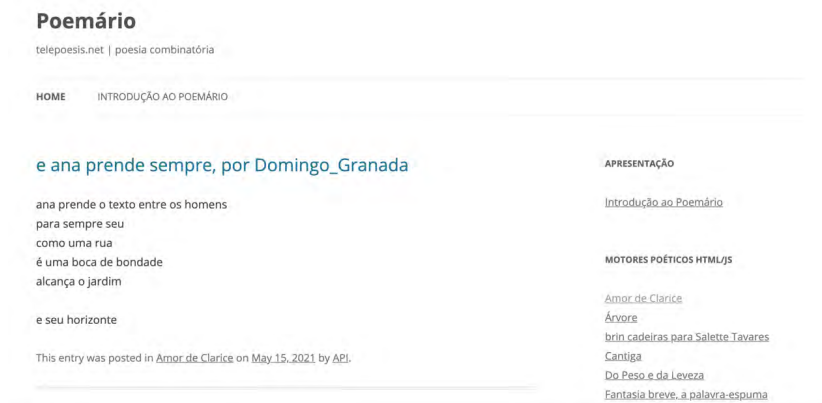 Poemário
telepoesis.net | poesia combinatória
HOME
INTRODUÇÃO AO POEMÁRIO
e ana prende sempre, por Domingo_Granada
ana prende o texto entre os homens
para sempre seu
como uma rua
é uma boca de bondade
alcança o jardim
e seu horizonte
This entry was posted in Amor de Clarice on May 15, 2021 by API.
APRESENTAÇÃO
Introdução ao Poemário
MOTORES POÉTICOS HTML/JS
Amor de Clarice
Árvore
brin cadeiras para Salette Tavares
Cantiga
Do Peso e da Leveza
Fantasia breve, a palavra-espuma